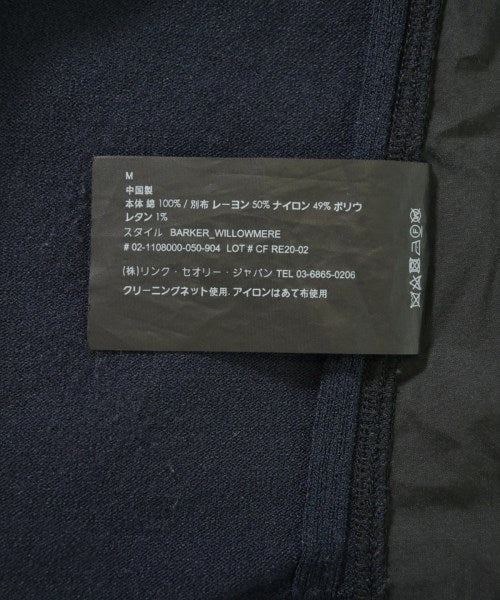 M
中国製
本体 綿 100% / 別布 レーヨン 50% ナイロン 49% ポリウ
レタン 1%
スタイル BARKER_WILLOWMERE
# 02-1108000-050-904 LOT # CF RE20-02
(株)リンク・セオリー・ジャパン TEL 03-6865-0206
クリーニングネット使用.アイロンはあて布使用